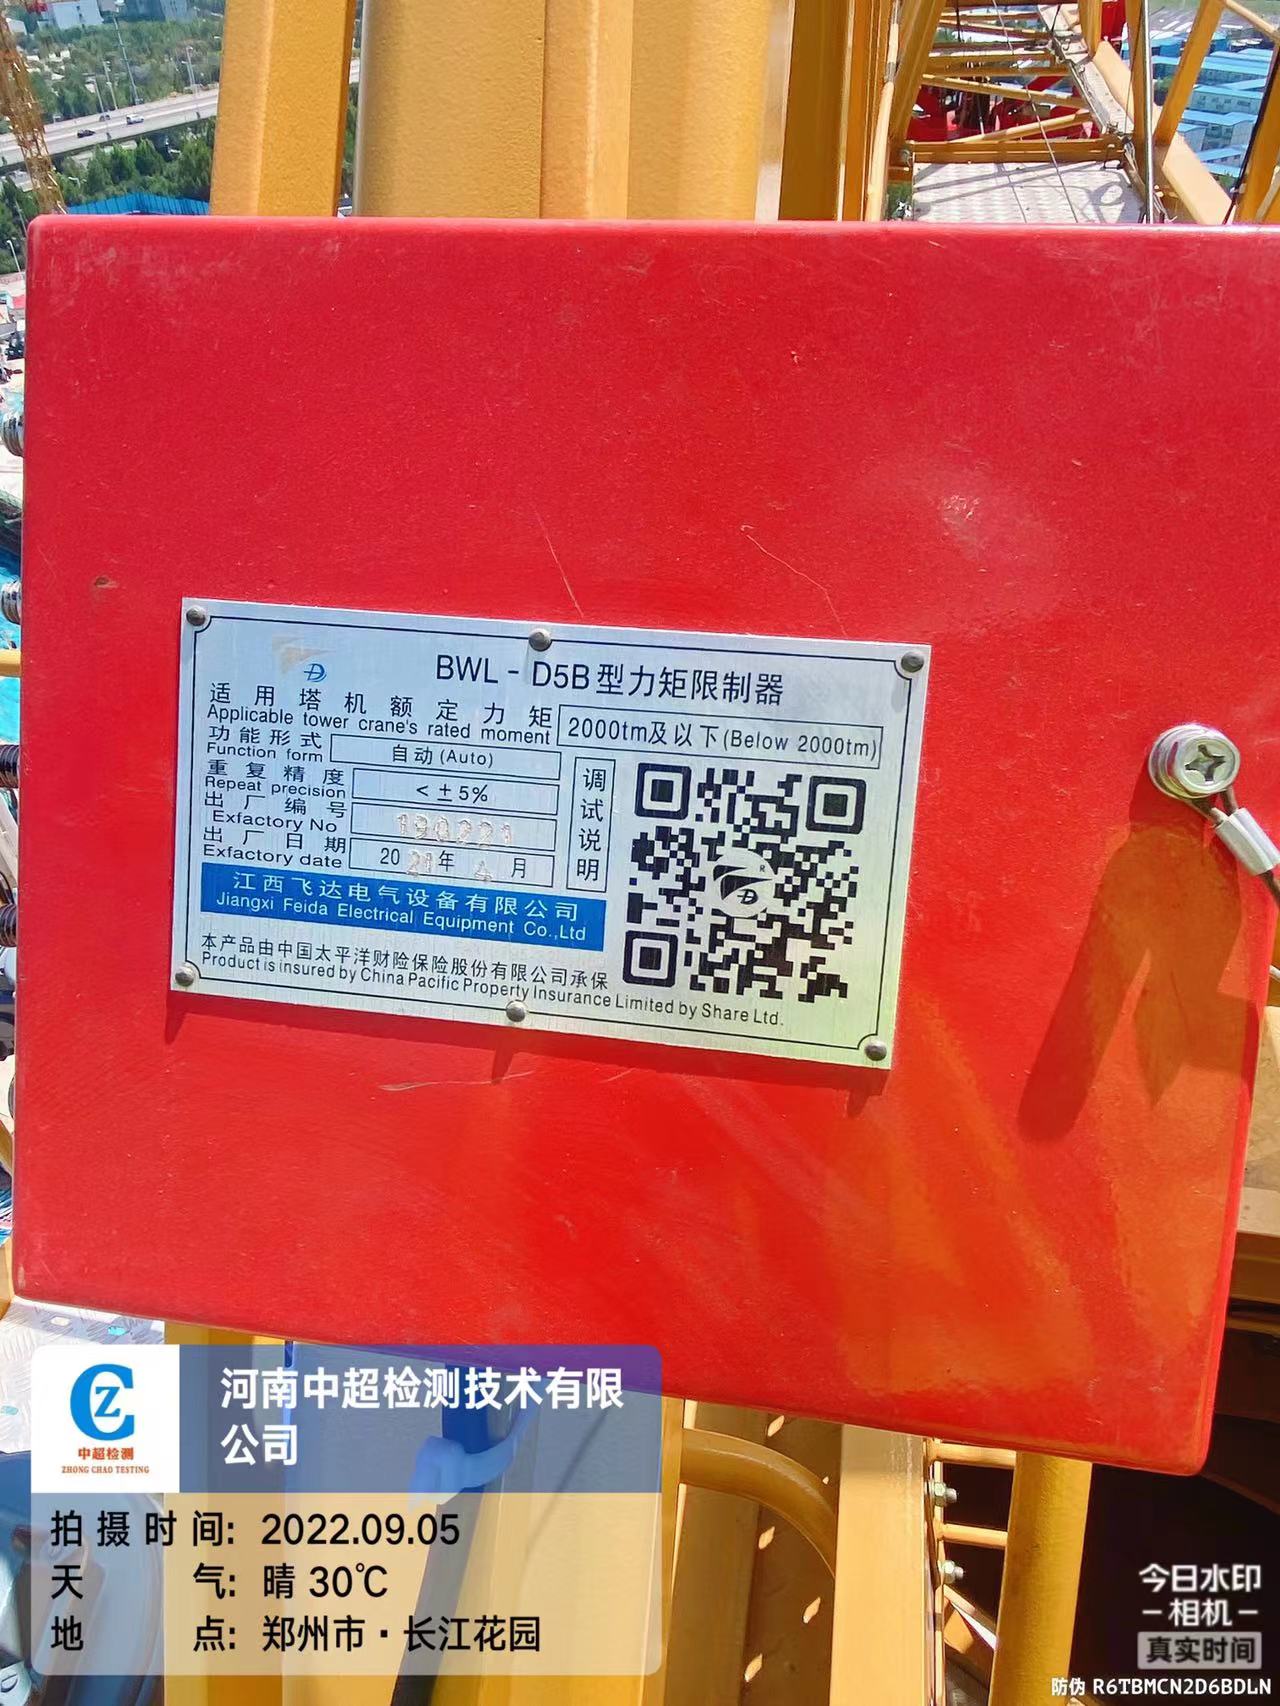 BWL - D5B型力矩限制器
适用塔机额定力矩
Applicable tower crane's rated moment
2000tm及以下(Below 2000tm)
功能形式
Function form
自动(Auto)
重复精度
Repeat precision
< ±5%
出厂编号
Exfactory No
出厂日期
Exfactory date
2021年4月
调试说明
江西飞达电气设备有限公司
Jiangxi Feida Electrical Equipment Co.,Ltd
本产品由中国太平洋财险保险股份有限公司承保
Product is insured by China Pacific Property Insurance Limited by Share Ltd.
CZ
中超检测
ZHONG CHAO TESTING
河南中超检测技术有限
公司
拍摄时间: 2022.09.05
天气: 晴 30℃
地点: 郑州市·长江花园
今日水印
-相机-
真实时间
防伪 R6TBMCN2D6BDLN